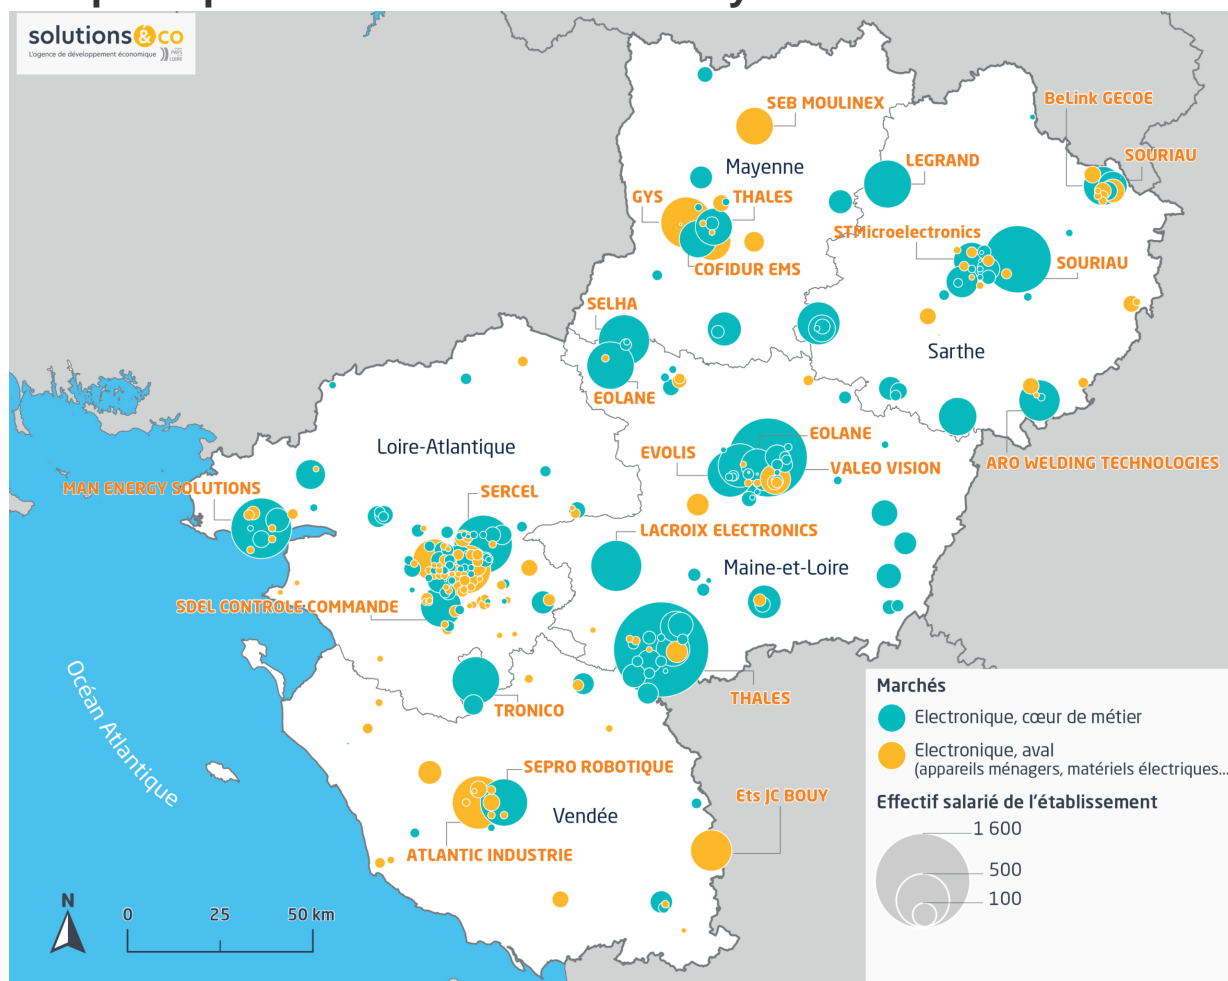 solutions&co
L'agence de développement économique
PAYS
LOIRE
SEB MOULINEX
BeLink GECOE
SOURIAU
Mayenne
LEGRAND
GYS
THALES
STMicroelectronics
COFIDUR EMS
SOURIAU
SELHA
Sarthe
EOLANE
Loire-Atlantique
EOLANE
EVOLIS
VALEO VISION
ARO WELDING TECHNOLOGIES
MAN ENERGY SOLUTIONS
SERCEL
LACROIX ELECTRONICS
Maine-et-Loire
SDEL CONTROLE COMMANDE
Océan Atlantique
THALES
TRONICO
SEPRO ROBOTIQUE
Ets JC BOUY
Vendée
ATLANTIC INDUSTRIE
N
0 25 50 km
Marchés
Electronique, cœur de métier
Electronique, aval
(appareils ménagers, matériels électriques...
Effectif salarié de l'établissement
1 600
500
100